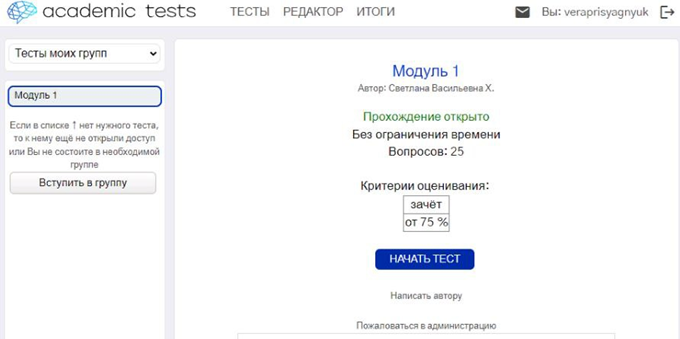 academic tests
ТЕСТЫ РЕДАКТОР ИТОГИ
Вы: veraprisyagnyuk
Тесты моих групп
Модуль 1
Если в списке ↑ нет нужного теста,
то к нему ещё не открыли доступ
или Вы не состоите в необходимой
группе
Вступить в группу
Модуль 1
Автор: Светлана Васильевна Х.
Прохождение открыто
Без ограничения времени
Вопросов: 25
Критерии оценивания:
зачёт
от 75 %
НАЧАТЬ ТЕСТ
Написать автору
Пожаловаться в администрацию